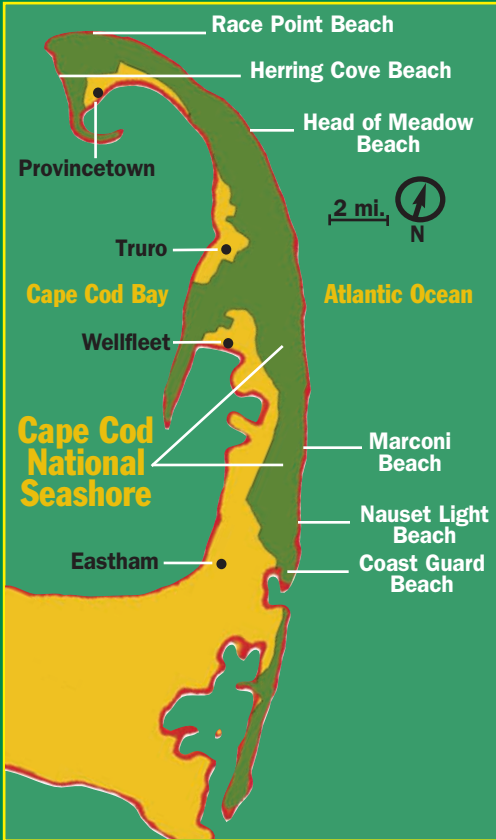 Race Point Beach
Herring Cove Beach
Head of Meadow
Beach
Provincetown
2 mi.
N
Truro
Cape Cod Bay
Atlantic Ocean
Wellfleet
Cape Cod
National
Seashore
Marconi
Beach
Nauset Light
Beach
Eastham
Coast Guard
Beach